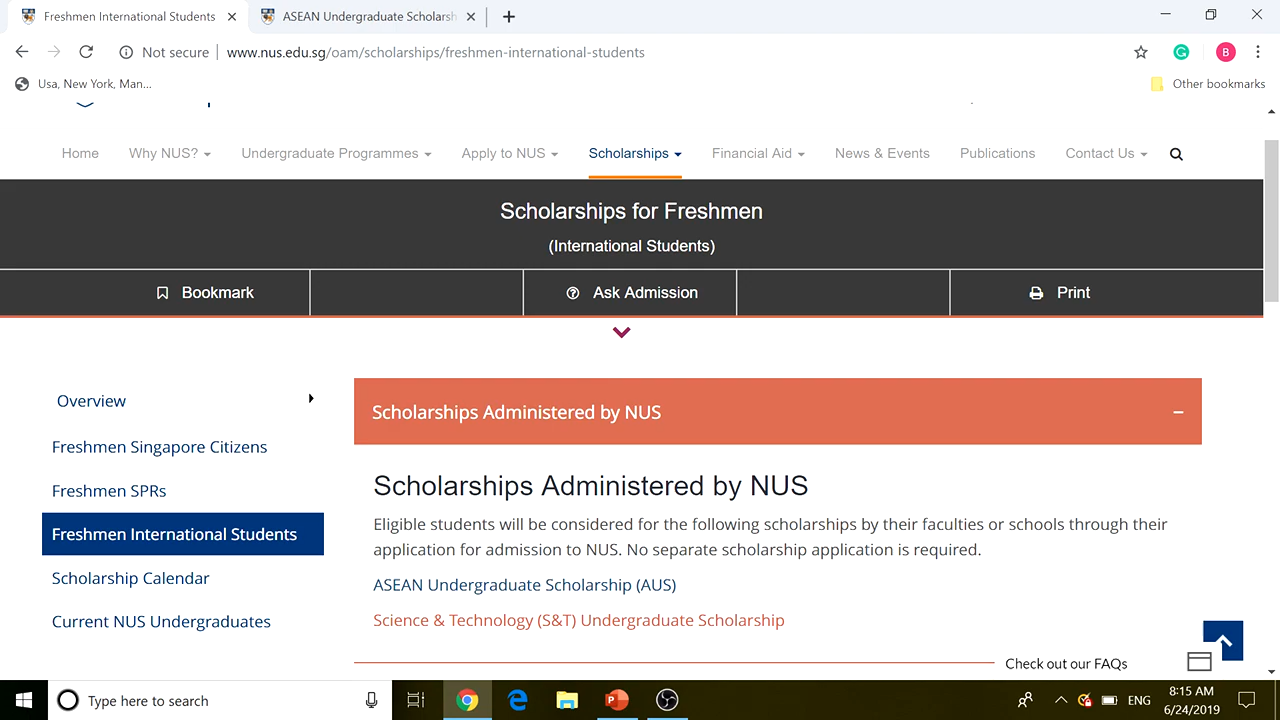 Freshmen International Students
ASEAN Undergraduate Scholarsh
Not secure
www.nus.edu.sg/oam/scholarships/freshmen-international-students
B
Usa, New York, Man...
Other bookmarks
Home
Why NUS?
Undergraduate Programmes
Apply to NUS
Scholarships
Financial Aid
News & Events
Publications
Contact Us
Scholarships for Freshmen
(International Students)
Bookmark
Ask Admission
Print
Overview
Freshmen Singapore Citizens
Freshmen SPRs
Freshmen International Students
Scholarship Calendar
Current NUS Undergraduates
Scholarships Administered by NUS
Scholarships Administered by NUS
Eligible students will be considered for the following scholarships by their faculties or schools through their
application for admission to NUS. No separate scholarship application is required.
ASEAN Undergraduate Scholarship (AUS)
Science & Technology (S&T) Undergraduate Scholarship
Check out our FAQs
Type here to search
ENG
8:15 AM
6/24/2019